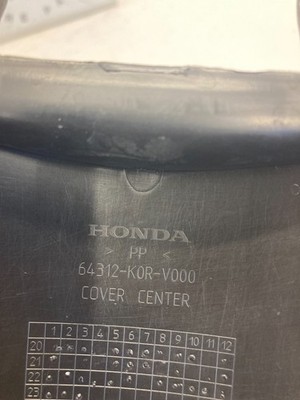 HONDA
> PP <
64312-K0R-V000
COVER CENTER
1 2 3 4 5 6 7 8 9 10 11 12
20
21
22
23